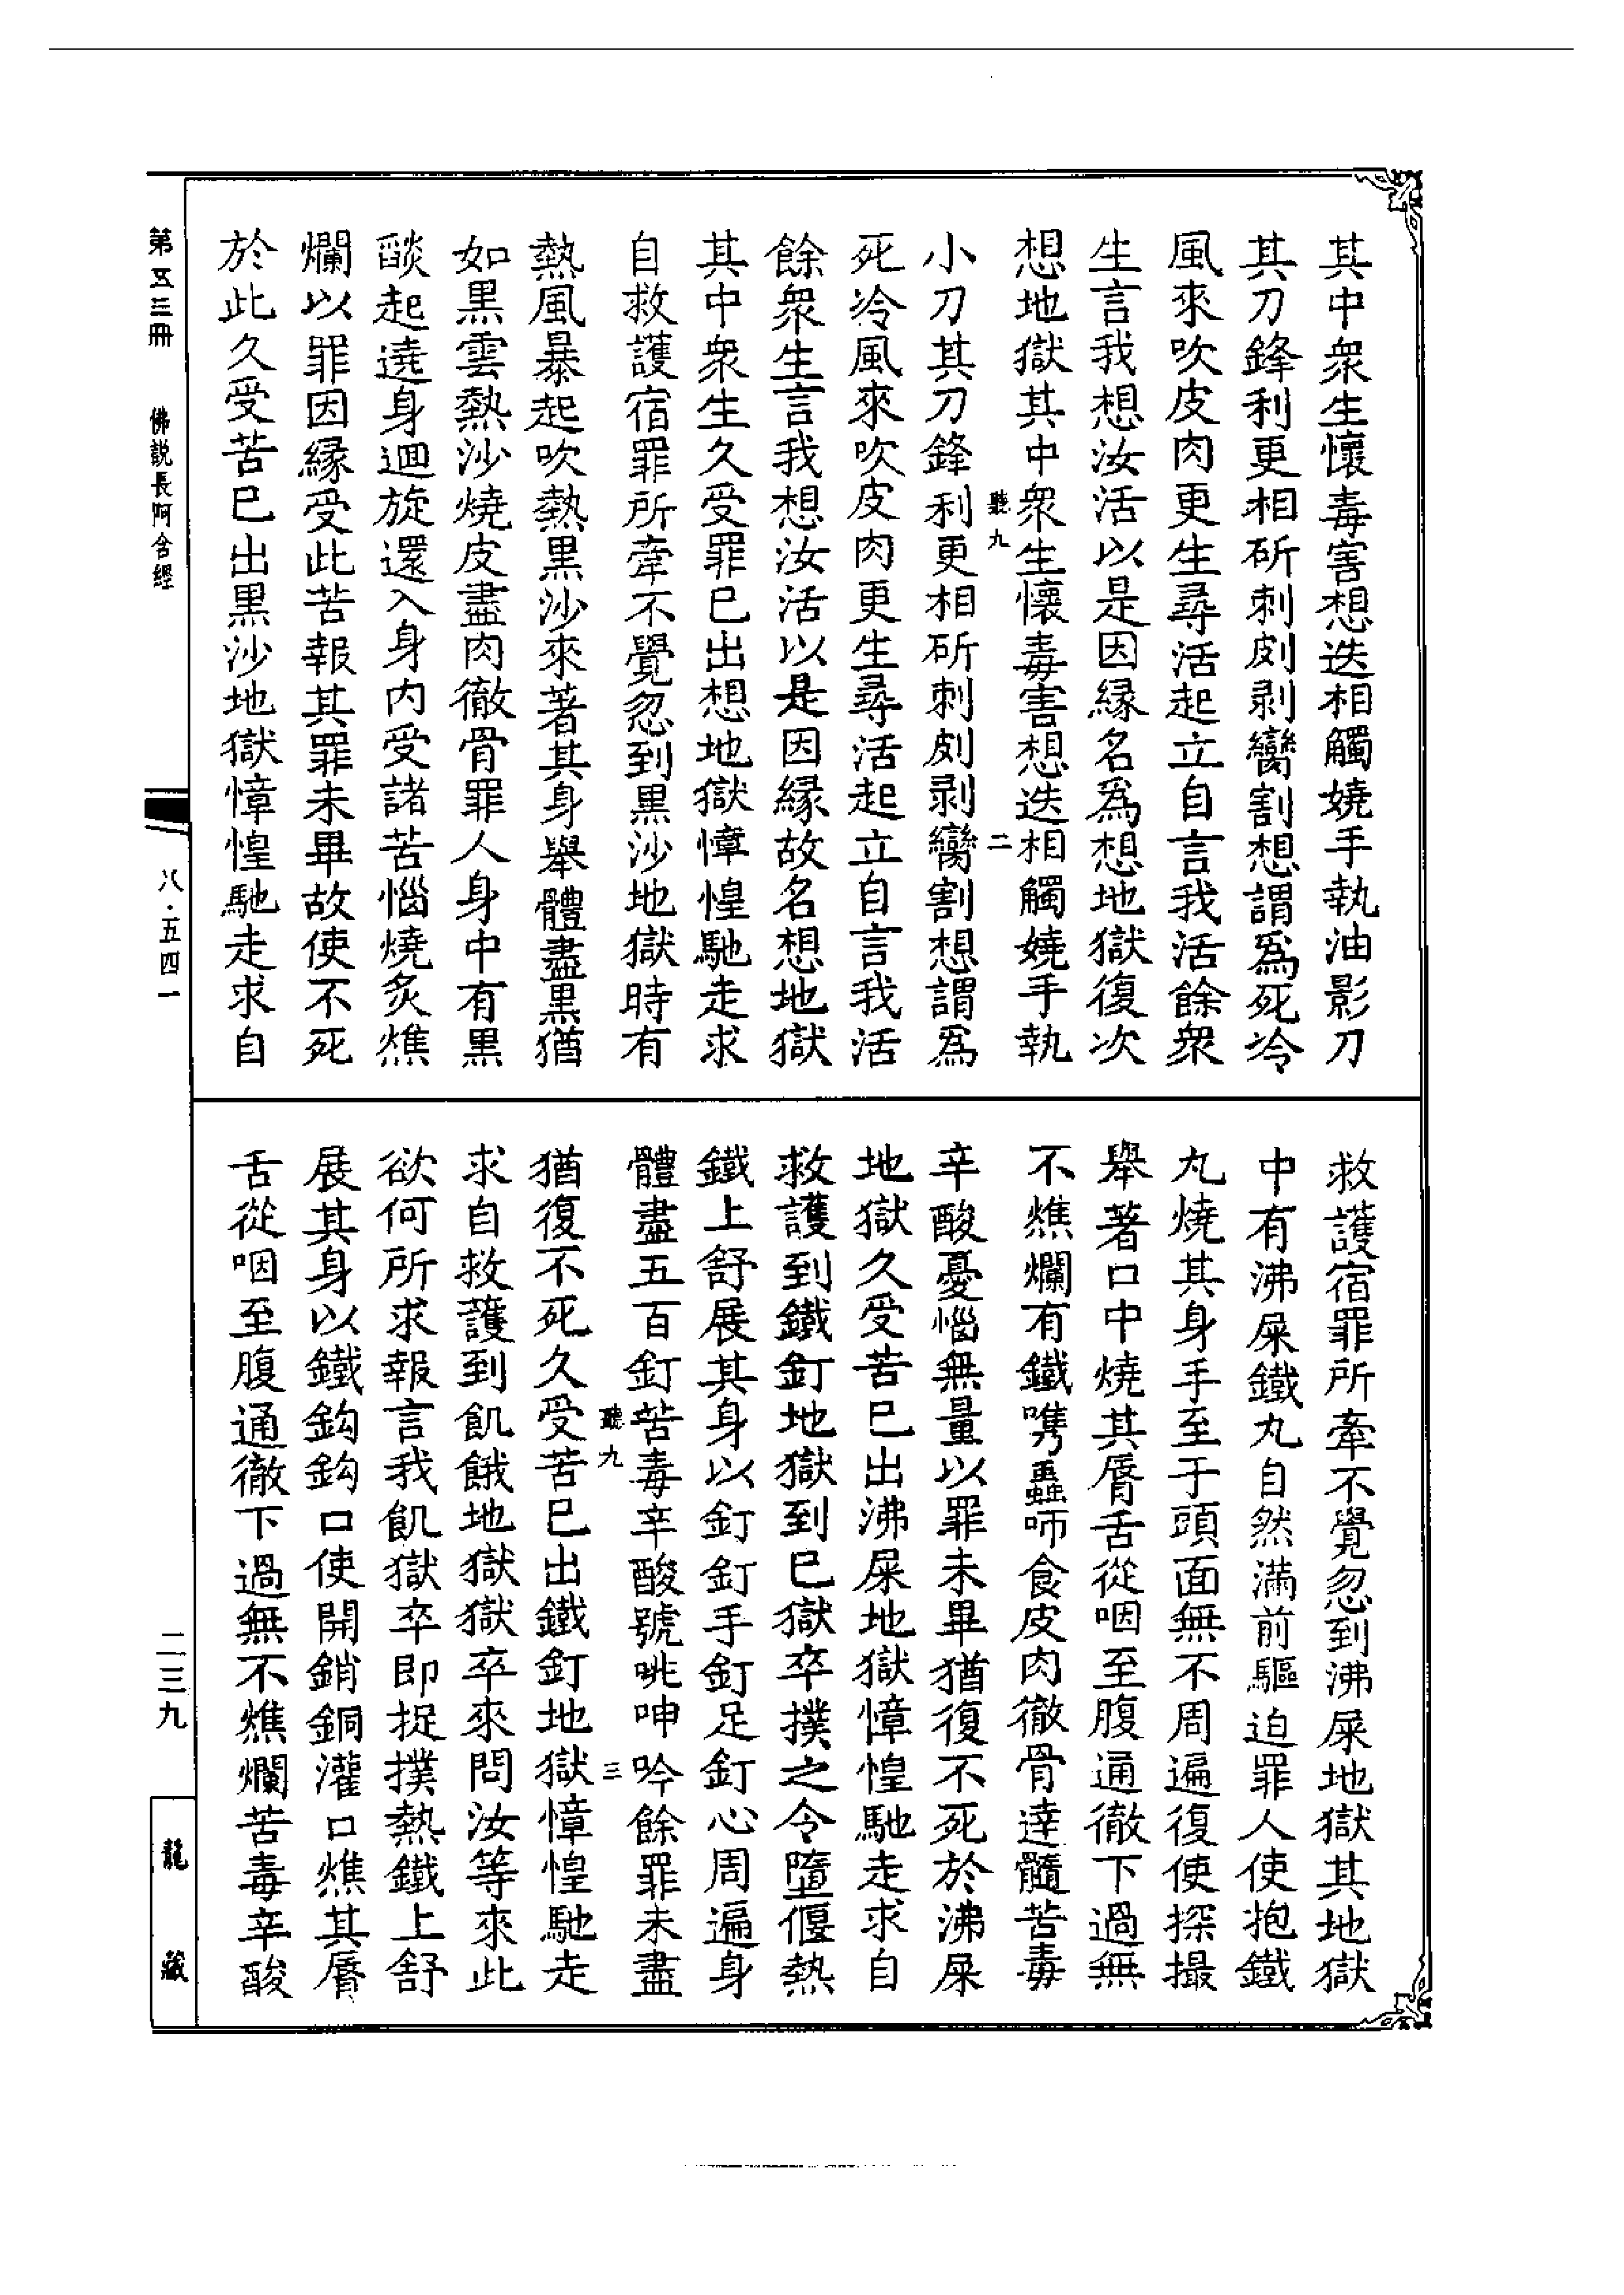 其中衆生懷毒害想迭相觸嬈手執油影刀
其刀鋒利更相斫刺剫剥臠割想謂爲死冷
風來吹皮肉更生尋活起立自言我活餘衆
生言我想汝活以是因縁名爲想地獄復次
想地獄其中衆生懷毒害想迭相觸嬈手執
聽九 二
小刀其刀鋒利更相斫刺剫剥臠割想謂爲
死冷風來吹皮肉更生尋活起立自言我活
餘衆生言我想汝活以是因縁故名想地獄
其中衆生久受罪已出想地獄慞惶馳走求
自救護宿罪所牽不覺忽到黒沙地獄時有
熱風暴起吹熱黒沙來著其身舉體盡黒猶
如黒雲熱沙燒皮盡肉徹骨罪人身中有黒
燄起遶身迴旋還入身内受諸苦惱燒炙燋
爛以罪因縁受此苦報其罪未畢故使不死
於此久受苦已出黒沙地獄慞惶馳走求自
救護宿罪所牽不覺忽到沸屎地獄其地獄
中有沸屎鐵丸自然滿前驅迫罪人使抱鐵
丸燒其身手至于頭面無不周遍復使探撮
舉著口中燒其脣舌從咽至腹通徹下過無
不燋爛有鐵嘴蟲唼食皮肉徹骨達髓苦毒
辛酸憂惱無量以罪未畢猶復不死於沸屎
地獄久受苦已出沸屎地獄慞惶馳走求自
救護到鐵釘地獄到已獄卒撲之令墮偃熱
鐵上舒展其身以釘釘手釘足釘心周遍身
體盡五百釘苦毒辛酸號咷呻吟餘罪未盡
聽九 三
猶復不死久受苦已出鐵釘地獄慞惶馳走
求自救護到飢餓地獄獄卒來問汝等來此
欲何所求報言我飢獄卒即捉撲熱鐵上舒
展其身以鐵鈎鈎口使開銷銅灌口燋其脣
舌從咽至腹通徹下過無不燋爛苦毒辛酸
第五三冊 佛説長阿含經
八·五四一
二三九
龍藏